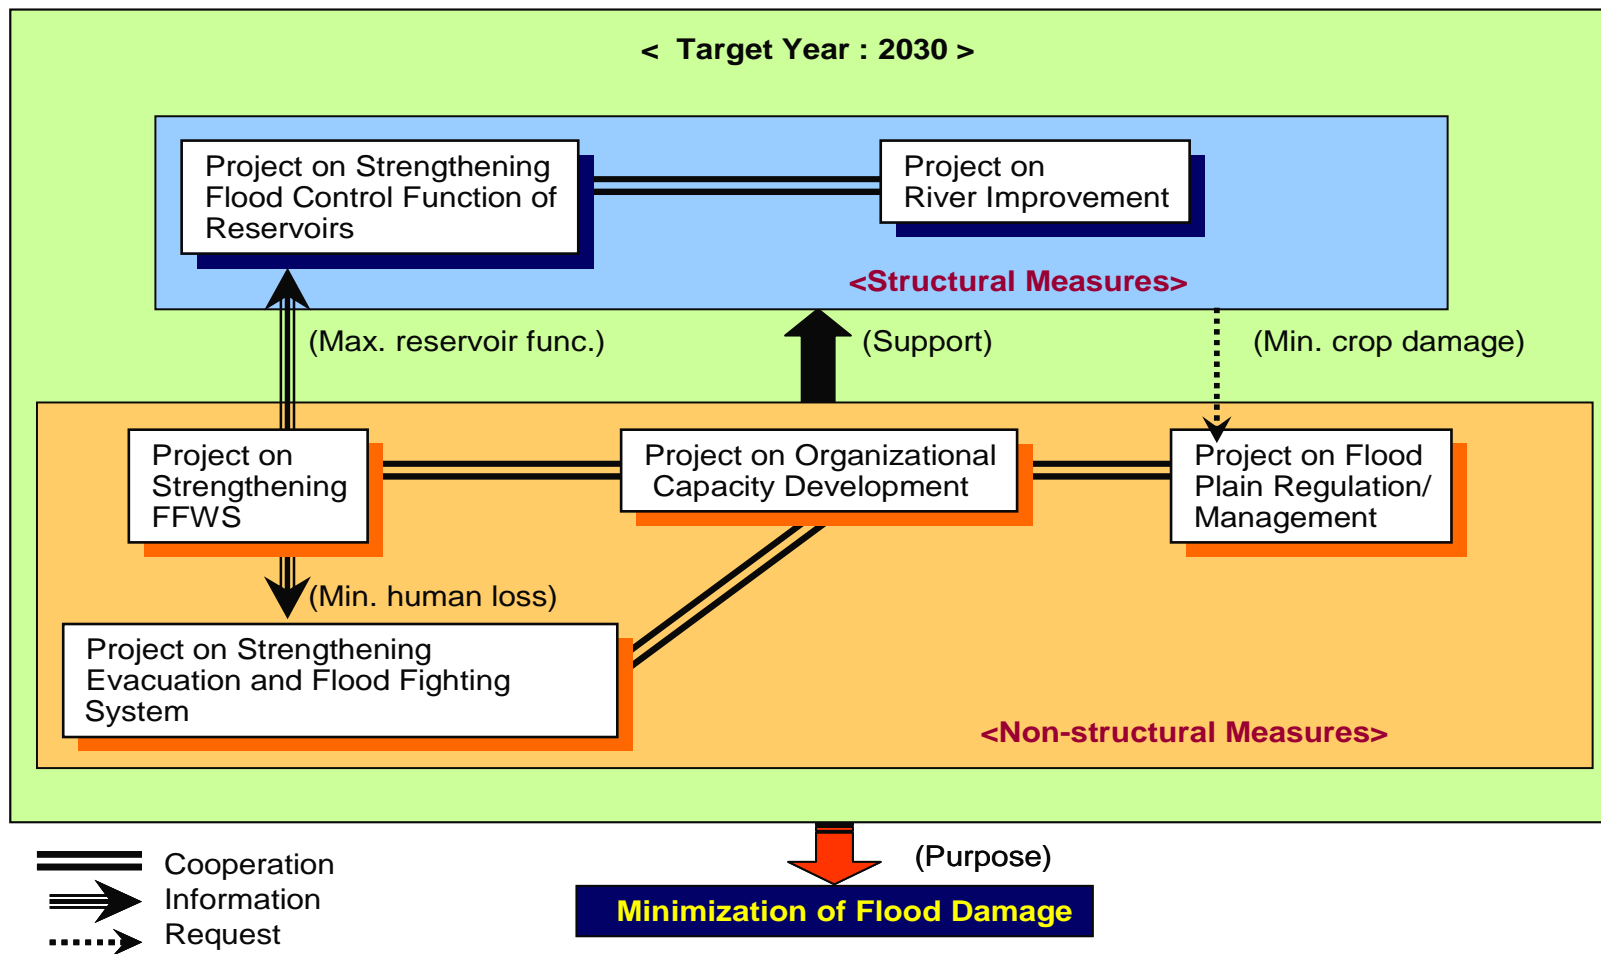 < Target Year : 2030 >
Project on Strengthening
Flood Control Function of
Reservoirs
Project on
River Improvement
<Structural Measures>
(Max. reservoir func.)
(Support)
(Min. crop damage)
Project on
Strengthening
FFWS
Project on Organizational
Capacity Development
Project on Flood
Plain Regulation/
Management
(Min. human loss)
Project on Strengthening
Evacuation and Flood Fighting
System
<Non-structural Measures>
Cooperation
Information
Request
(Purpose)
Minimization of Flood Damage